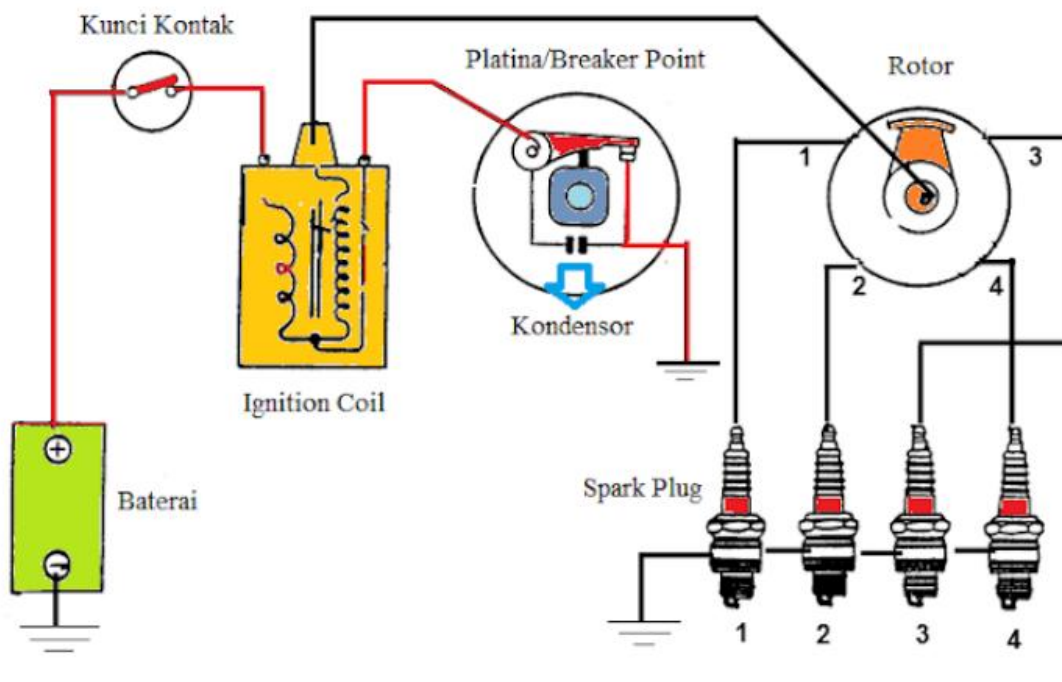 Kunci Kontak
Platina/Breaker Point
Rotor
1
3
2
4
Kondensor
Ignition Coil
+
Baterai
-
Spark Plug
1
2
3
4